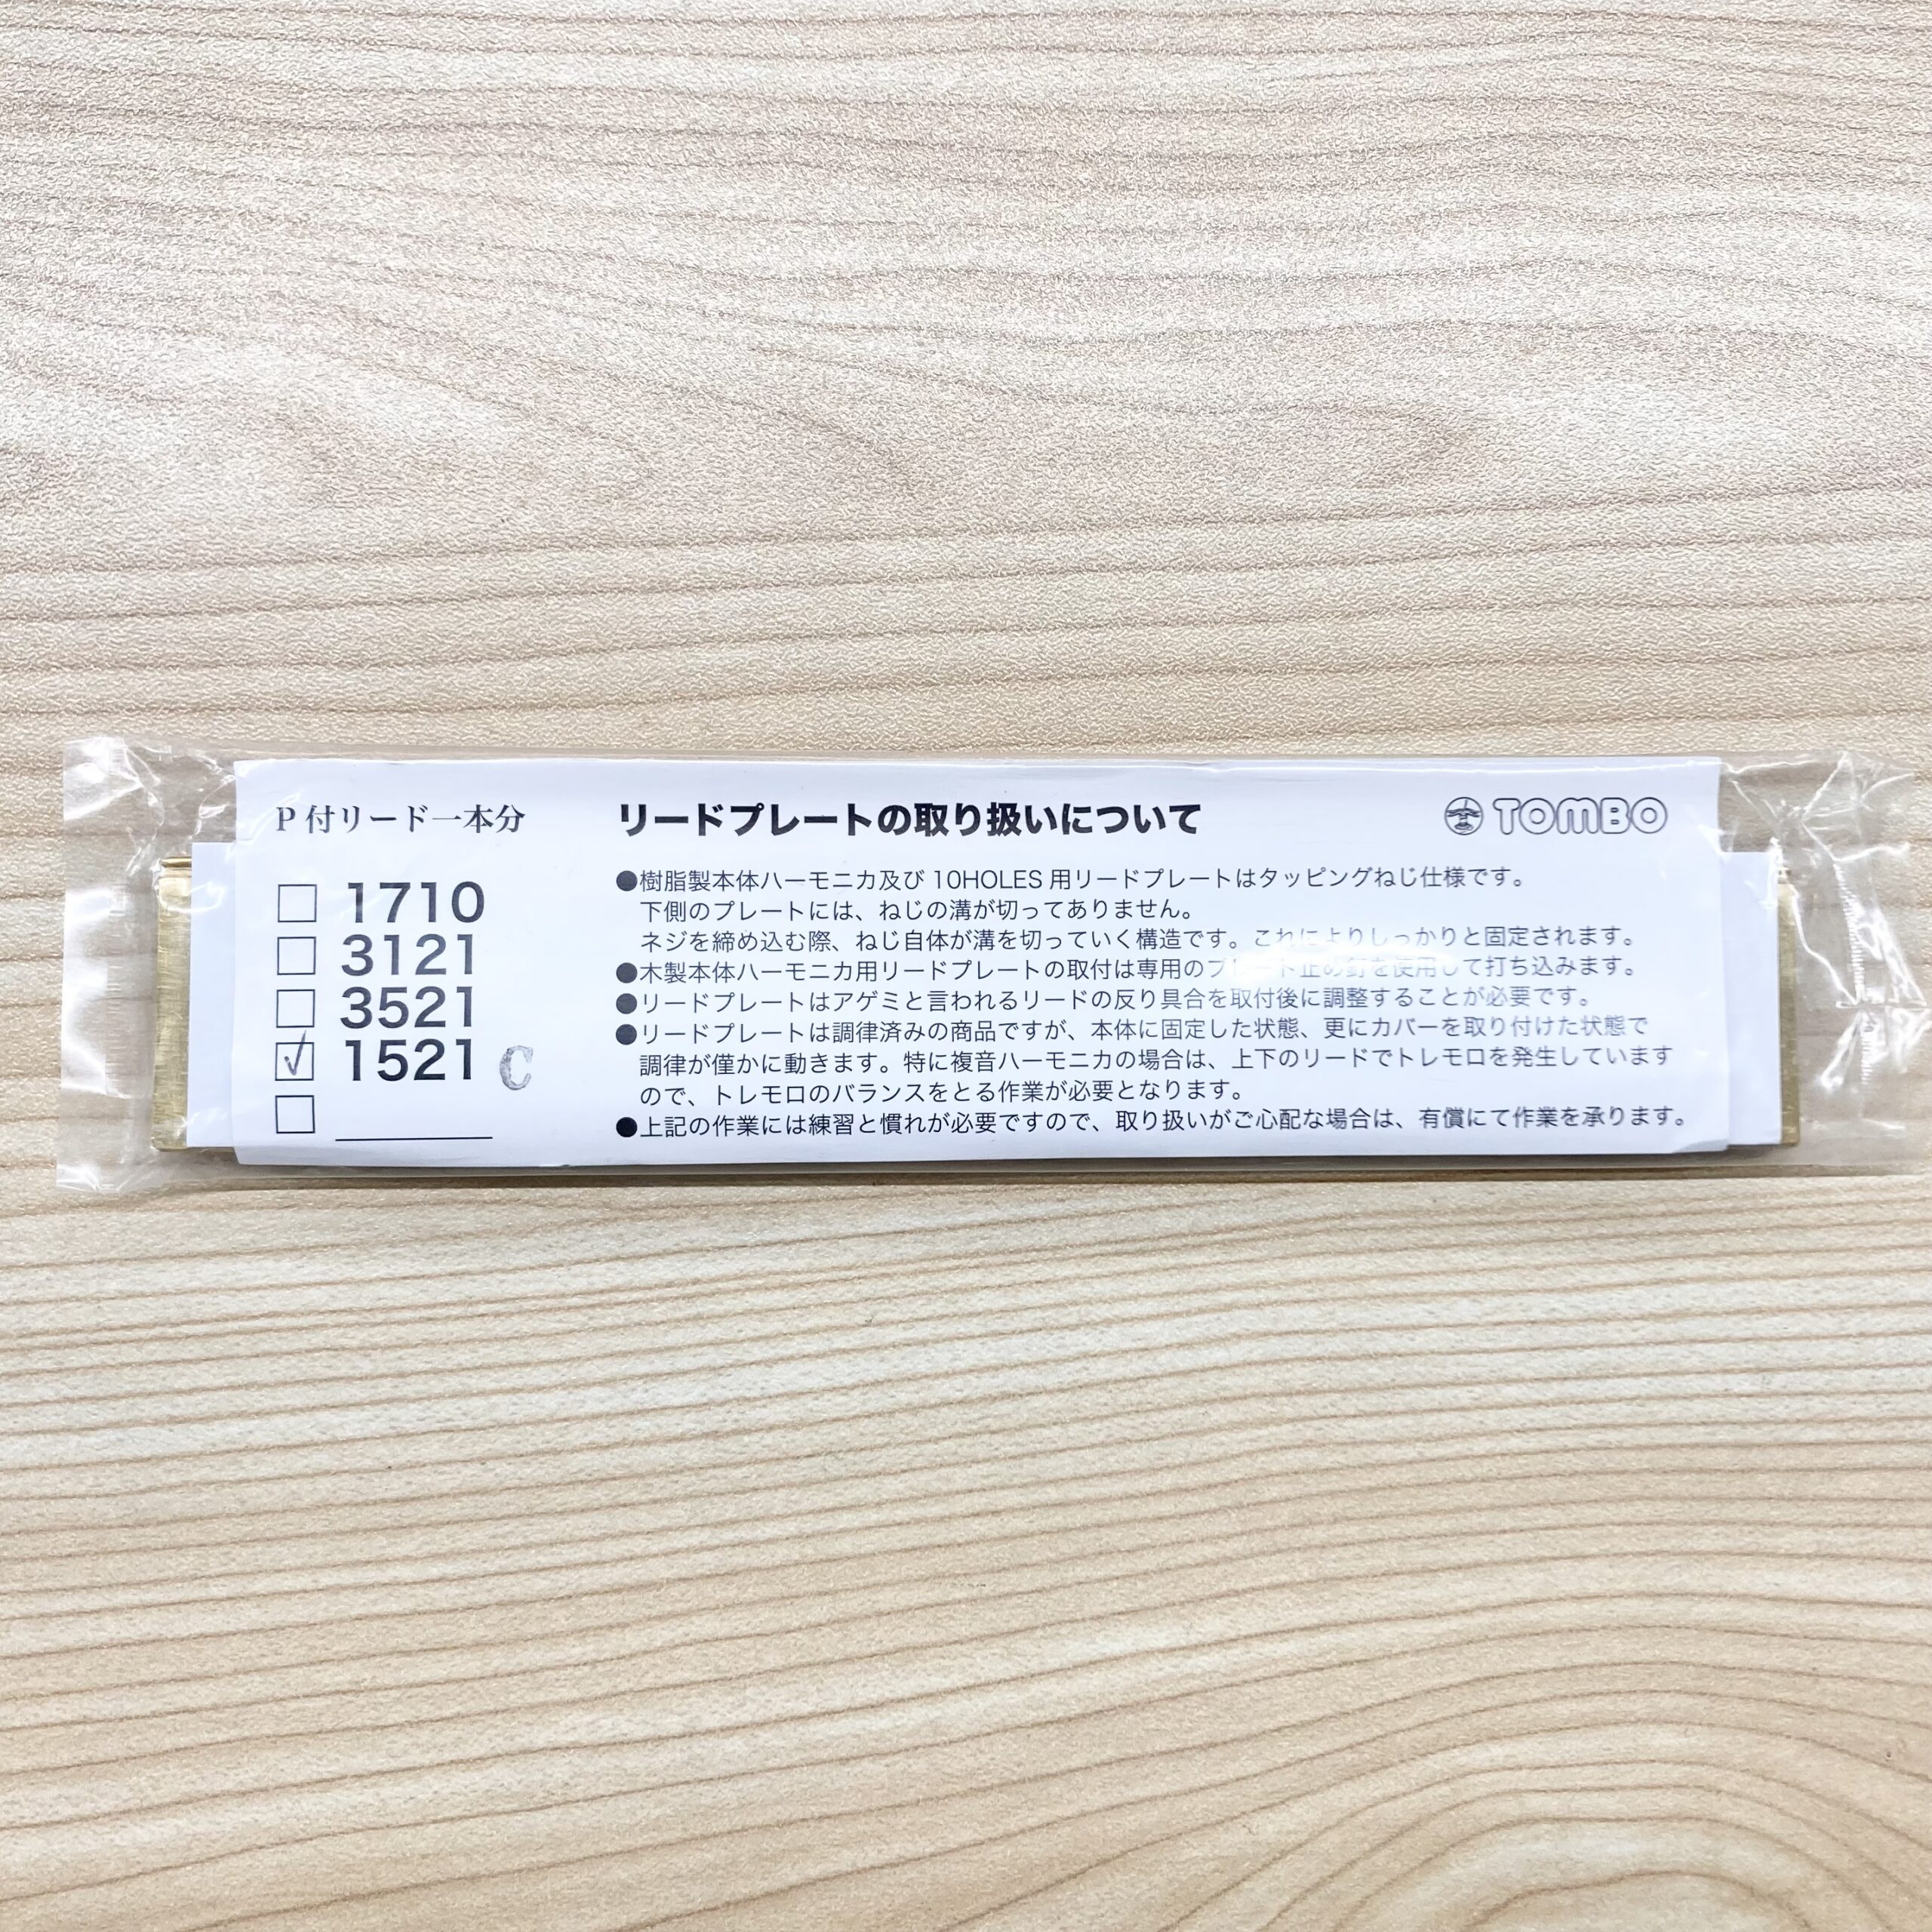 P付リード一本分
1710
3121
3521
1521 C
リードプレートの取り扱いについて
TOMBO
●樹脂製本体ハーモニカ及び10HOLES用リードプレートはタッピングねじ仕様です。
下側のプレートには、ねじの溝が切ってありません。
ネジを締め込む際、ねじ自体が溝を切っていく構造です。これによりしっかりと固定されます。
●木製本体ハーモニカ用リードプレートの取付は専用のプレート止め釘を使用して打ち込みます。
●リードプレートはアゲミと言われるリードの反り具合を取付後に調整することが必要です。
●リードプレートは調律済みの商品ですが、本体に固定した状態、更にカバーを取り付けた状態で
調律が僅かに動きます。特に複音ハーモニカの場合は、上下のリードでトレモロを発生しています
ので、トレモロのバランスをとる作業が必要となります。
●上記の作業には練習と慣れが必要ですので、取り扱いがご心配な場合は、有償にて作業を承ります。